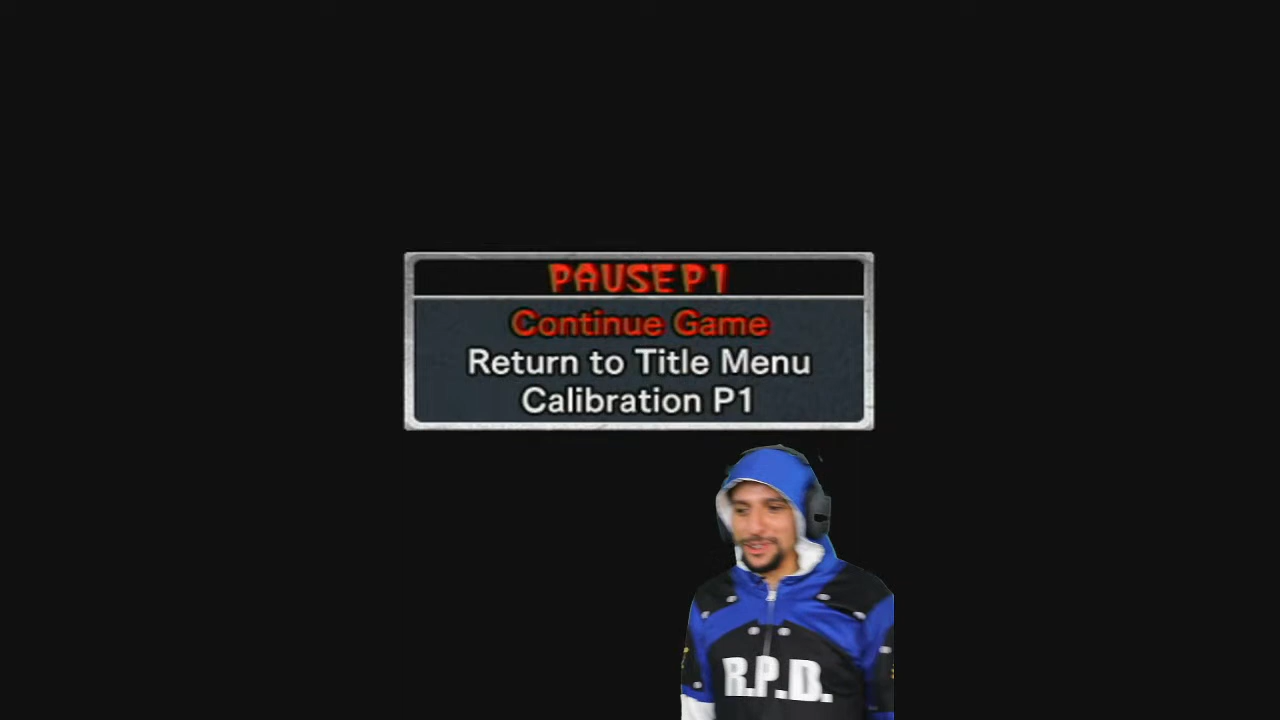 PAUSE P1
Continue Game
Return to Title Menu
Calibration P1
R.P.D.